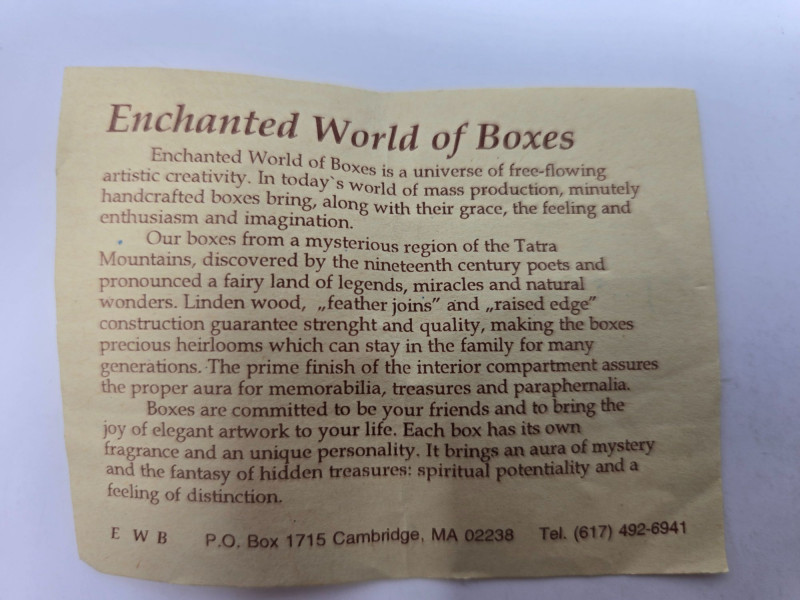 Enchanted World of Boxes
Enchanted World of Boxes is a universe of free-flowing
artistic creativity. In today`s world of mass production, minutely
handcrafted boxes bring, along with their grace, the feeling and
enthusiasm and imagination.
Our boxes from a mysterious region of the Tatra
Mountains, discovered by the nineteenth century poets and
pronounced a fairy land of legends, miracles and natural
wonders. Linden wood, „feather joins” and „raised edge”
construction guarantee strenght and quality, making the boxes
precious heirlooms which can stay in the family for many
generations. The prime finish of the interior compartment assures
the proper aura for memorabilia, treasures and paraphernalia.
Boxes are committed to be your friends and to bring the
joy of elegant artwork to your life. Each box has its own
fragrance and an unique personality. It brings an aura of mystery
and the fantasy of hidden treasures: spiritual potentiality and a
feeling of distinction.
E W B P.O. Box 1715 Cambridge, MA 02238 Tel. (617) 492-6941